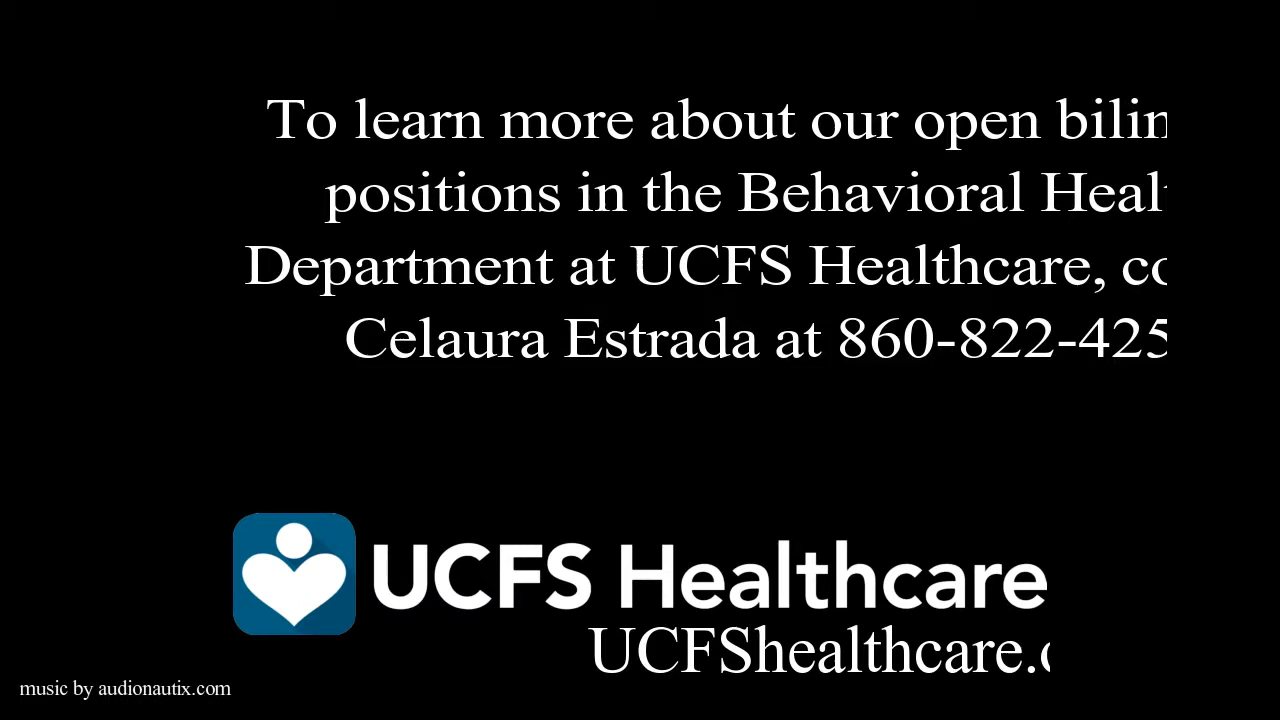 To learn more about our open bilin
positions in the Behavioral Healt
Department at UCFS Healthcare, co
Celaura Estrada at 860-822-425
UCFS Healthcare
UCFShealthcare.c
music by audionautix.com